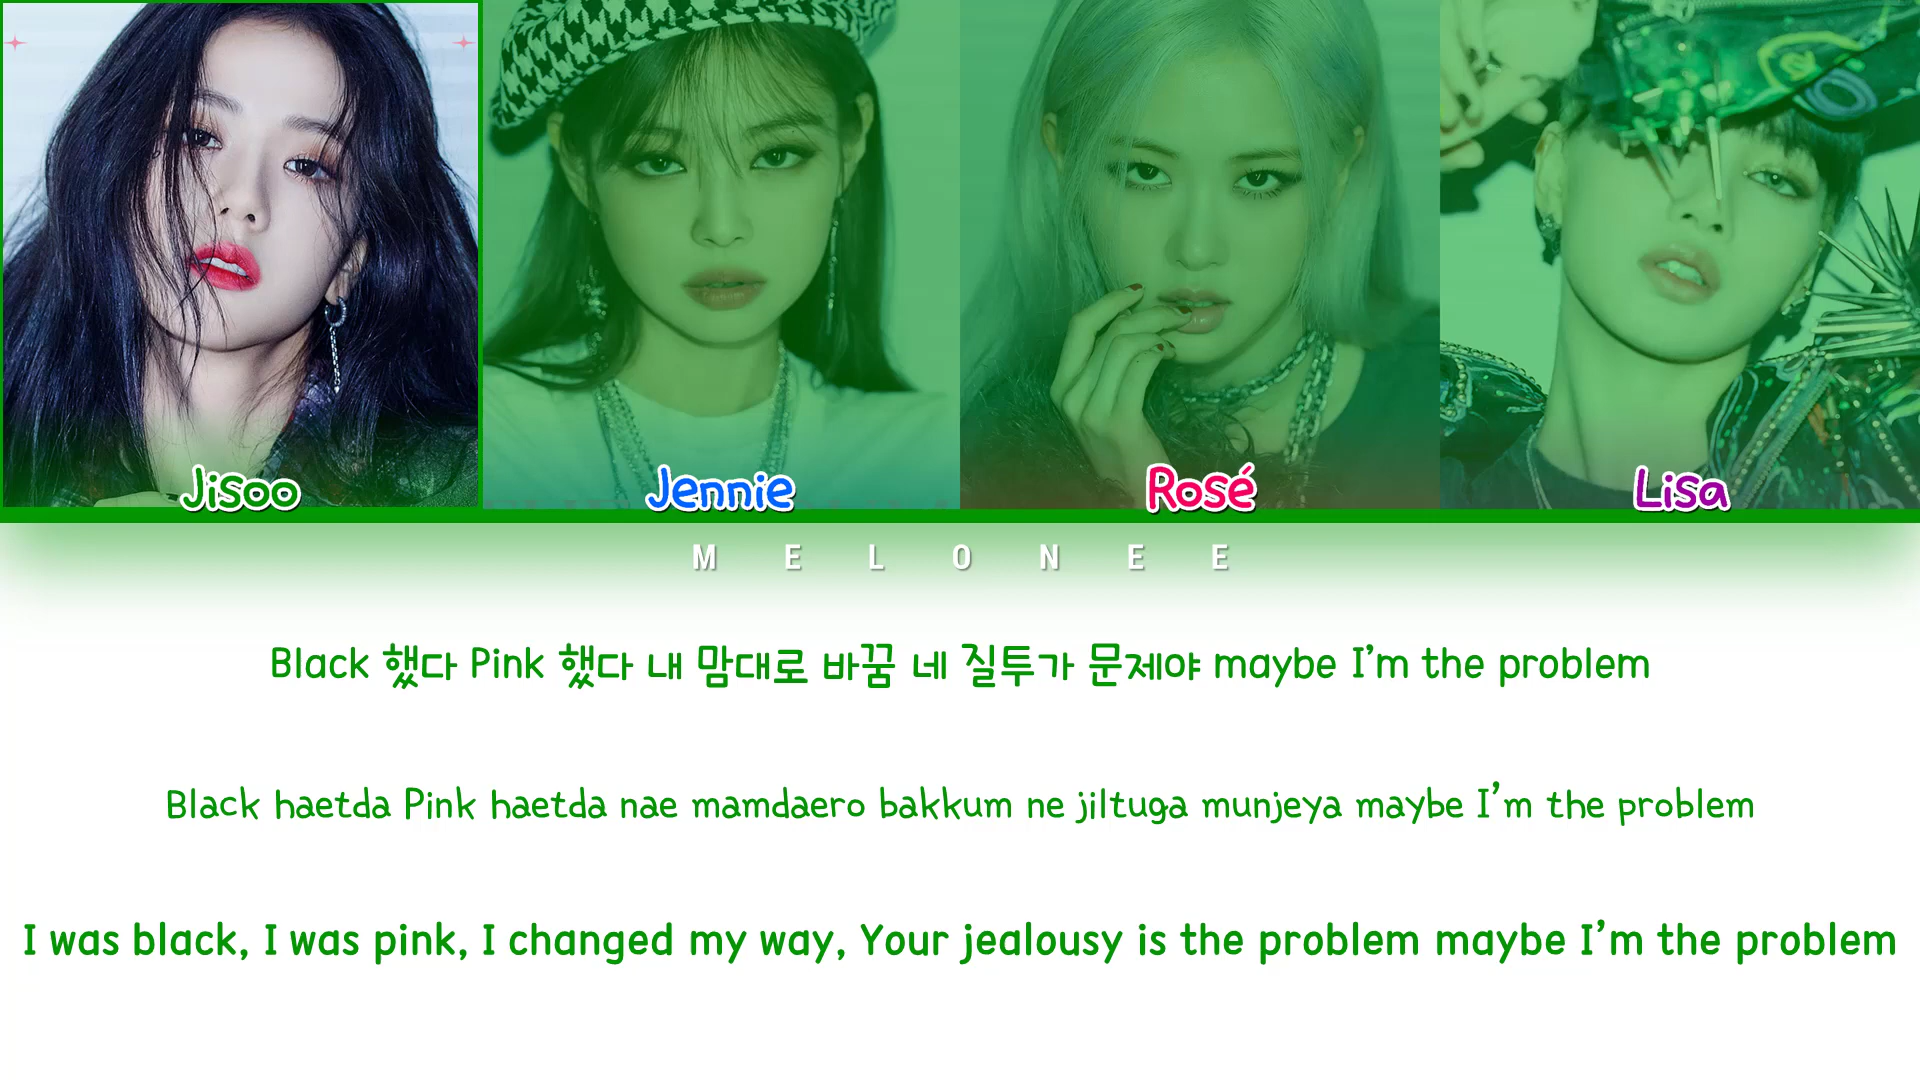 Jisoo
Jennie
Rosé
Lisa
MELONEE
Black 했다 Pink 했다 내 맘대로 바꿈 네 질투가 문제야 maybe I’m the problem
Black haetda Pink haetda nae mamdaero bakkum ne jiltuga munjeya maybe I’m the problem
I was black, I was pink, I changed my way, Your jealousy is the problem maybe I’m the problem